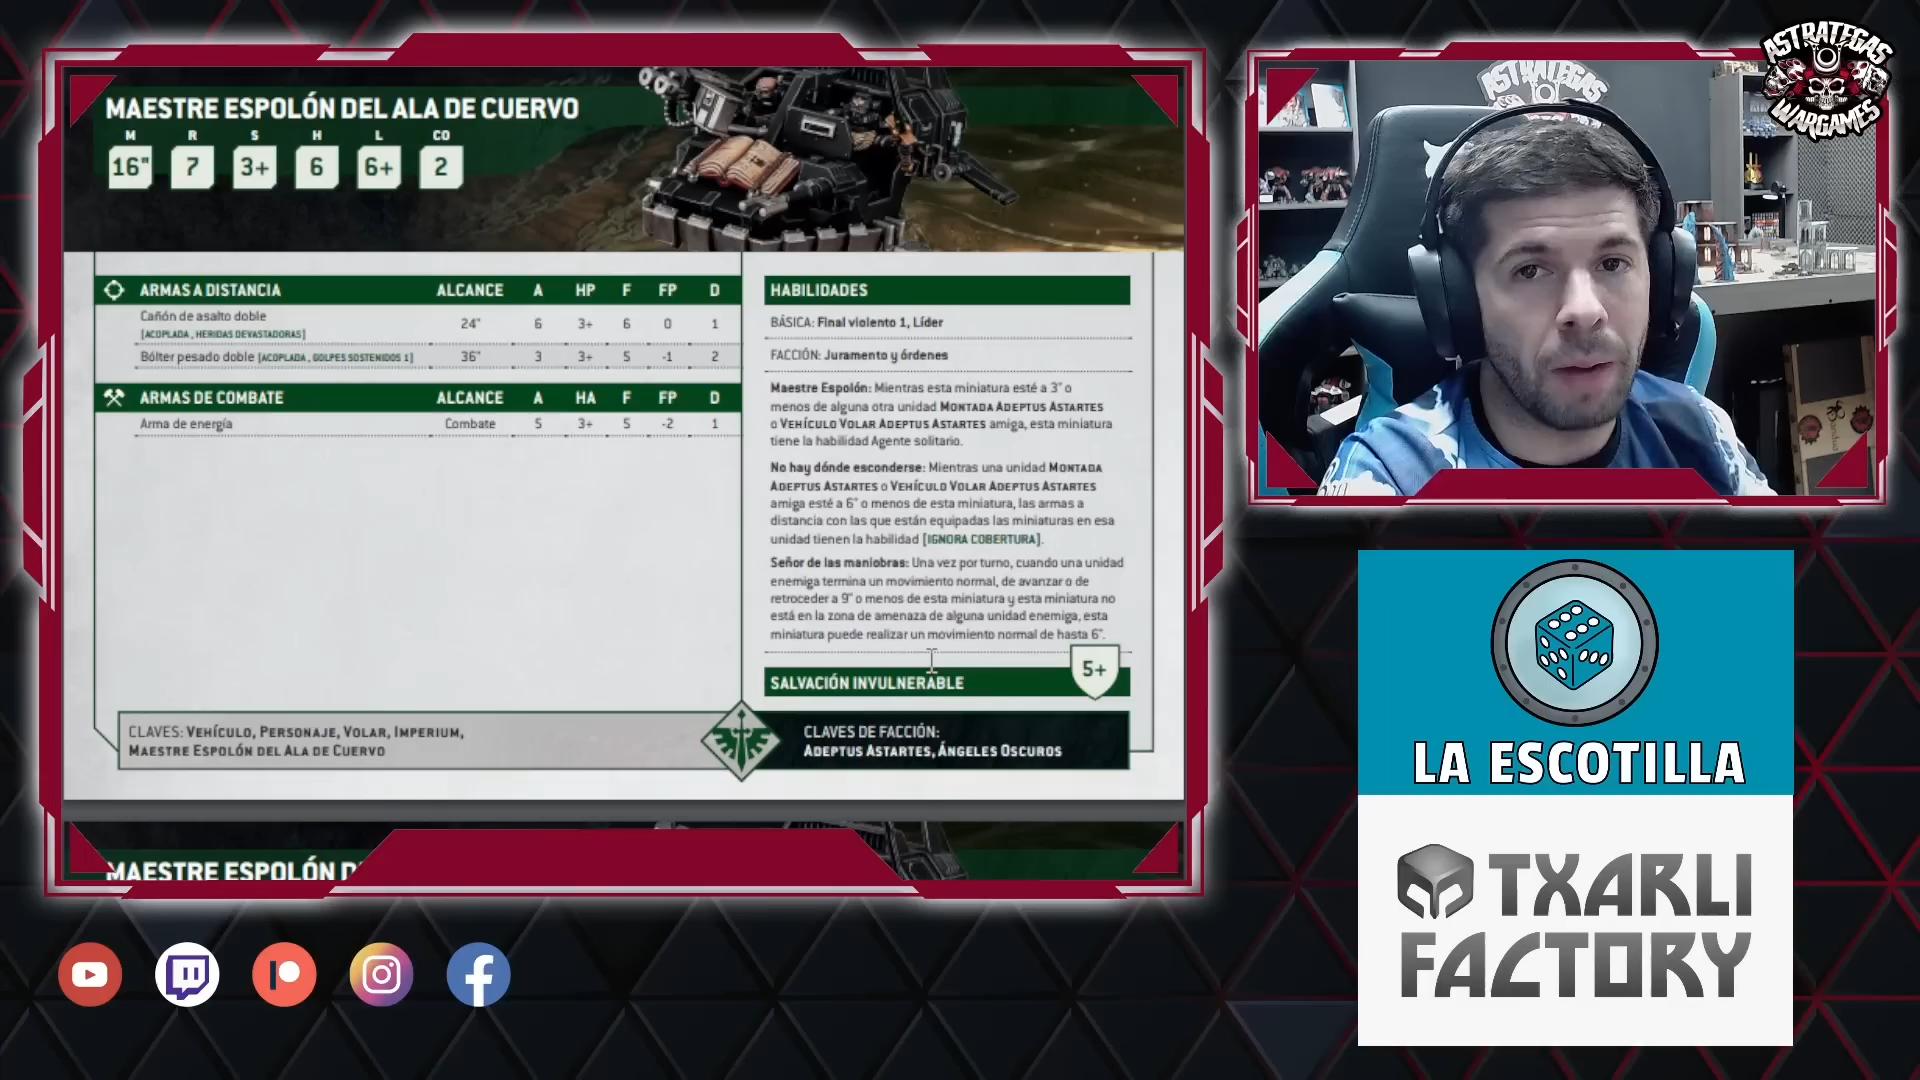 MAESTRE ESPOLÓN DEL ALA DE CUERVO
M R S H L CO
16" 7 3+ 6 6+ 2
ARMAS A DISTANCIA ALCANCE A HP F FP D
Cañón de asalto doble
[ACOPLADA, HERIDAS DEVASTADORAS] 24" 6 3+ 6 0 1
Bólter pesado doble [ACOPLADA, GOLPES SOSTENIDOS 1] 36" 3 3+ 5 -1 2
ARMAS DE COMBATE ALCANCE A HA F FP D
Arma de energía Combate 5 3+ 5 -2 1
HABILIDADES
BÁSICA: Final violento 1, Líder
FACCIÓN: Juramento y órdenes
Maestre Espolón: Mientras esta miniatura esté a 3" o
menos de alguna otra unidad MONTADA ADEPTUS ASTARTES
o VEHÍCULO VOLAR ADEPTUS ASTARTES amiga, esta miniatura
tiene la habilidad Agente solitario.
No hay dónde esconderse: Mientras una unidad MONTADA
ADEPTUS ASTARTES o VEHÍCULO VOLAR ADEPTUS ASTARTES
amiga esté a 6" o menos de esta miniatura, las armas a
distancia con las que están equipadas las miniaturas en esa
unidad tienen la habilidad [IGNORA COBERTURA].
Señor de las maniobras: Una vez por turno, cuando una unidad
enemiga termina un movimiento normal, de avanzar o de
retroceder a 9" o menos de esta miniatura y esta miniatura no
está en la zona de amenaza de alguna unidad enemiga, esta
miniatura puede realizar un movimiento normal de hasta 6".
SALVACIÓN INVULNERABLE 5+
CLAVES: VEHÍCULO, PERSONAJE, VOLAR, IMPERIUM,
MAESTRE ESPOLÓN DEL ALA DE CUERVO
CLAVES DE FACCIÓN:
ADEPTUS ASTARTES, ÁNGELES OSCUROS
MAESTRE ESPOLÓN D
ASTRATEGAS
WARGAMES
ASTRATEGAS
LA ESCOTILLA
TXARLI
FACTORY